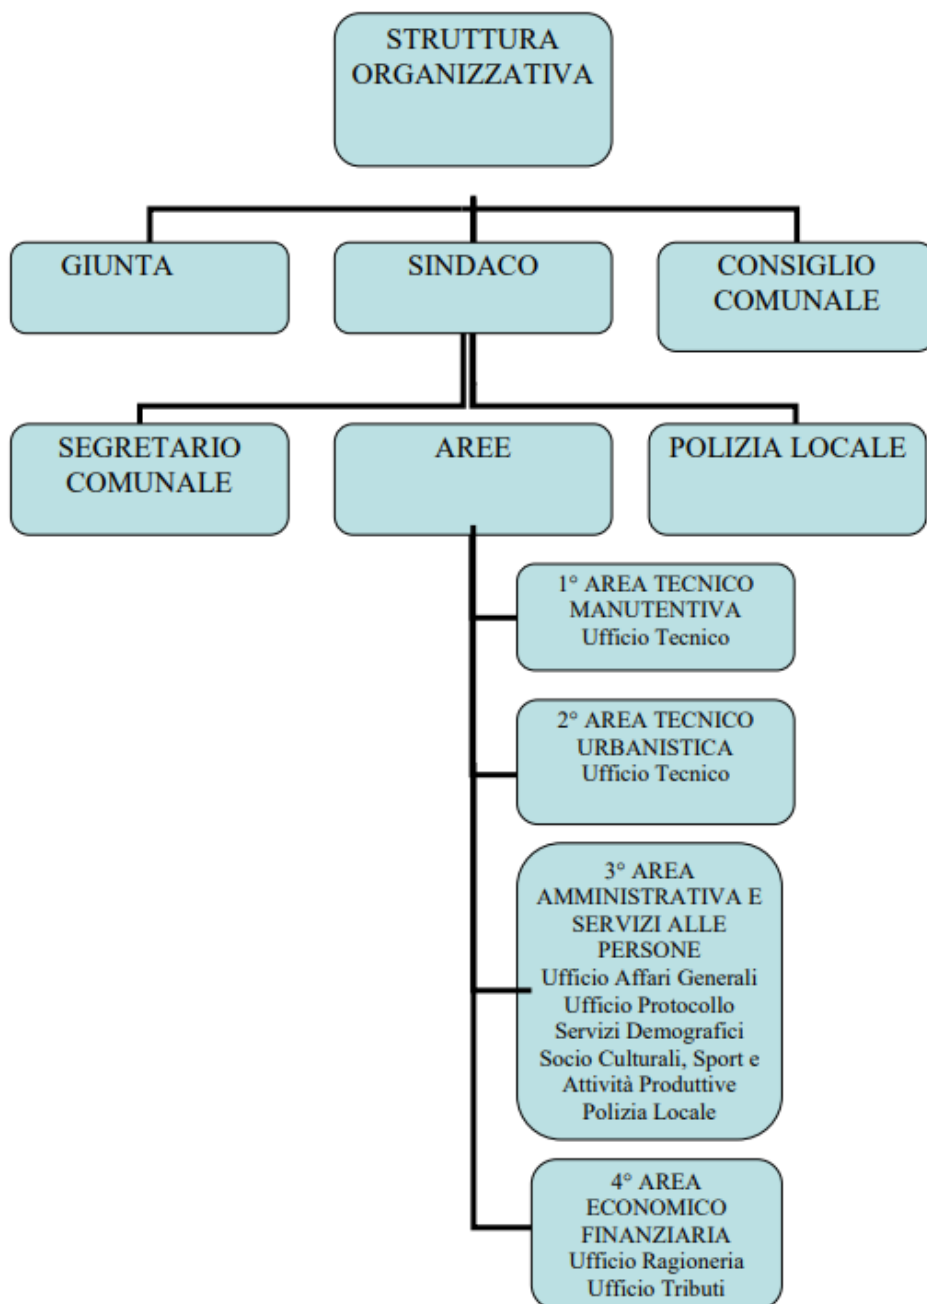 STRUTTURA
ORGANIZZATIVA
GIUNTA
SINDACO
CONSIGLIO
COMUNALE
SEGRETARIO
COMUNALE
AREE
POLIZIA LOCALE
1° AREA TECNICO
MANUTENTIVA
Ufficio Tecnico
2° AREA TECNICO
URBANISTICA
Ufficio Tecnico
3° AREA
AMMINISTRATIVA E
SERVIZI ALLE
PERSONE
Ufficio Affari Generali
Ufficio Protocollo
Servizi Demografici
Socio Culturali, Sport e
Attività Produttive
Polizia Locale
4° AREA
ECONOMICO
FINANZIARIA
Ufficio Ragioneria
Ufficio Tributi